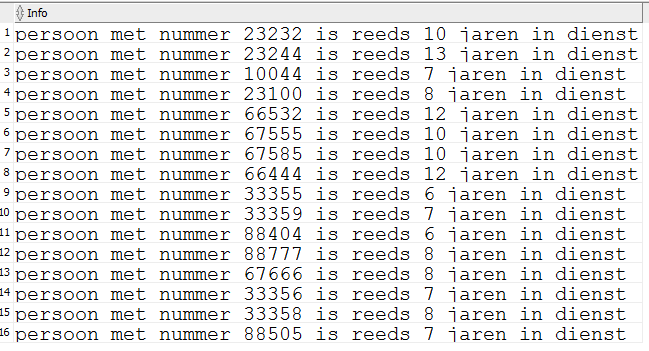 Info
1 persoon met nummer 23232 is reeds 10 jaren in dienst
2 persoon met nummer 23244 is reeds 13 jaren in dienst
3 persoon met nummer 10044 is reeds 7 jaren in dienst
4 persoon met nummer 23100 is reeds 8 jaren in dienst
5 persoon met nummer 66532 is reeds 12 jaren in dienst
6 persoon met nummer 67555 is reeds 10 jaren in dienst
7 persoon met nummer 67585 is reeds 10 jaren in dienst
8 persoon met nummer 66444 is reeds 12 jaren in dienst
9 persoon met nummer 33355 is reeds 6 jaren in dienst
10 persoon met nummer 33359 is reeds 7 jaren in dienst
11 persoon met nummer 88404 is reeds 6 jaren in dienst
12 persoon met nummer 88777 is reeds 8 jaren in dienst
13 persoon met nummer 67666 is reeds 8 jaren in dienst
14 persoon met nummer 33356 is reeds 7 jaren in dienst
15 persoon met nummer 33358 is reeds 8 jaren in dienst
16 persoon met nummer 88505 is reeds 7 jaren in dienst